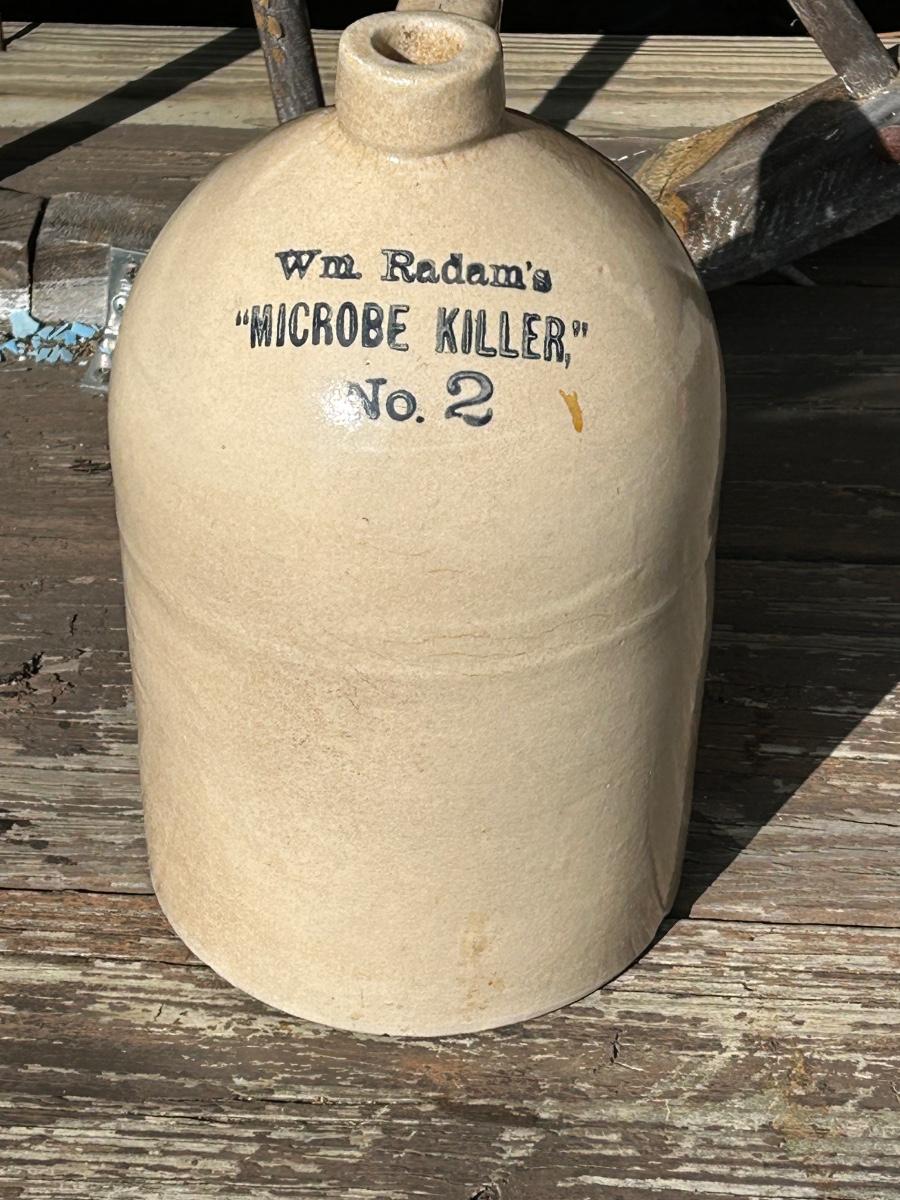 Wm. Radam's
"MICROBE KILLER,"
No. 2